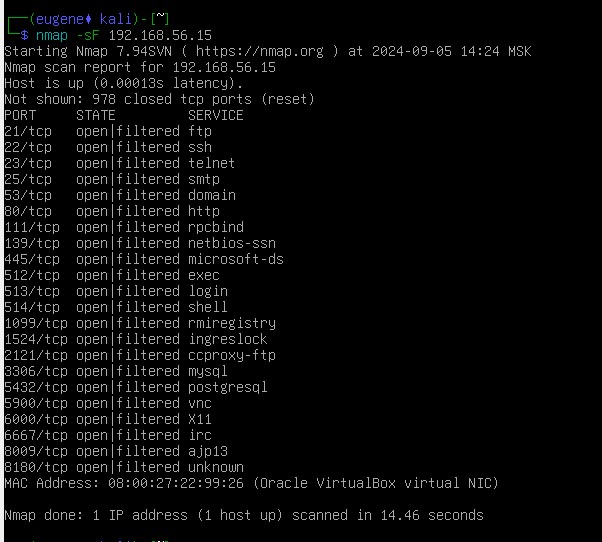 ┌──(eugene♦ kali)-[~]
└─$ nmap -sF 192.168.56.15
Starting Nmap 7.94SVN ( https://nmap.org ) at 2024-09-05 14:24 MSK
Nmap scan report for 192.168.56.15
Host is up (0.00013s latency).
Not shown: 978 closed tcp ports (reset)
PORT     STATE         SERVICE
21/tcp   open|filtered ftp
22/tcp   open|filtered ssh
23/tcp   open|filtered telnet
25/tcp   open|filtered smtp
53/tcp   open|filtered domain
80/tcp   open|filtered http
111/tcp  open|filtered rpcbind
139/tcp  open|filtered netbios-ssn
445/tcp  open|filtered microsoft-ds
512/tcp  open|filtered exec
513/tcp  open|filtered login
514/tcp  open|filtered shell
1099/tcp open|filtered rmiregistry
1524/tcp open|filtered ingreslock
2121/tcp open|filtered ccproxy-ftp
3306/tcp open|filtered mysql
5432/tcp open|filtered postgresql
5900/tcp open|filtered vnc
6000/tcp open|filtered X11
6667/tcp open|filtered irc
8009/tcp open|filtered ajp13
8180/tcp open|filtered unknown
MAC Address: 08:00:27:22:99:26 (Oracle VirtualBox virtual NIC)
Nmap done: 1 IP address (1 host up) scanned in 14.46 seconds